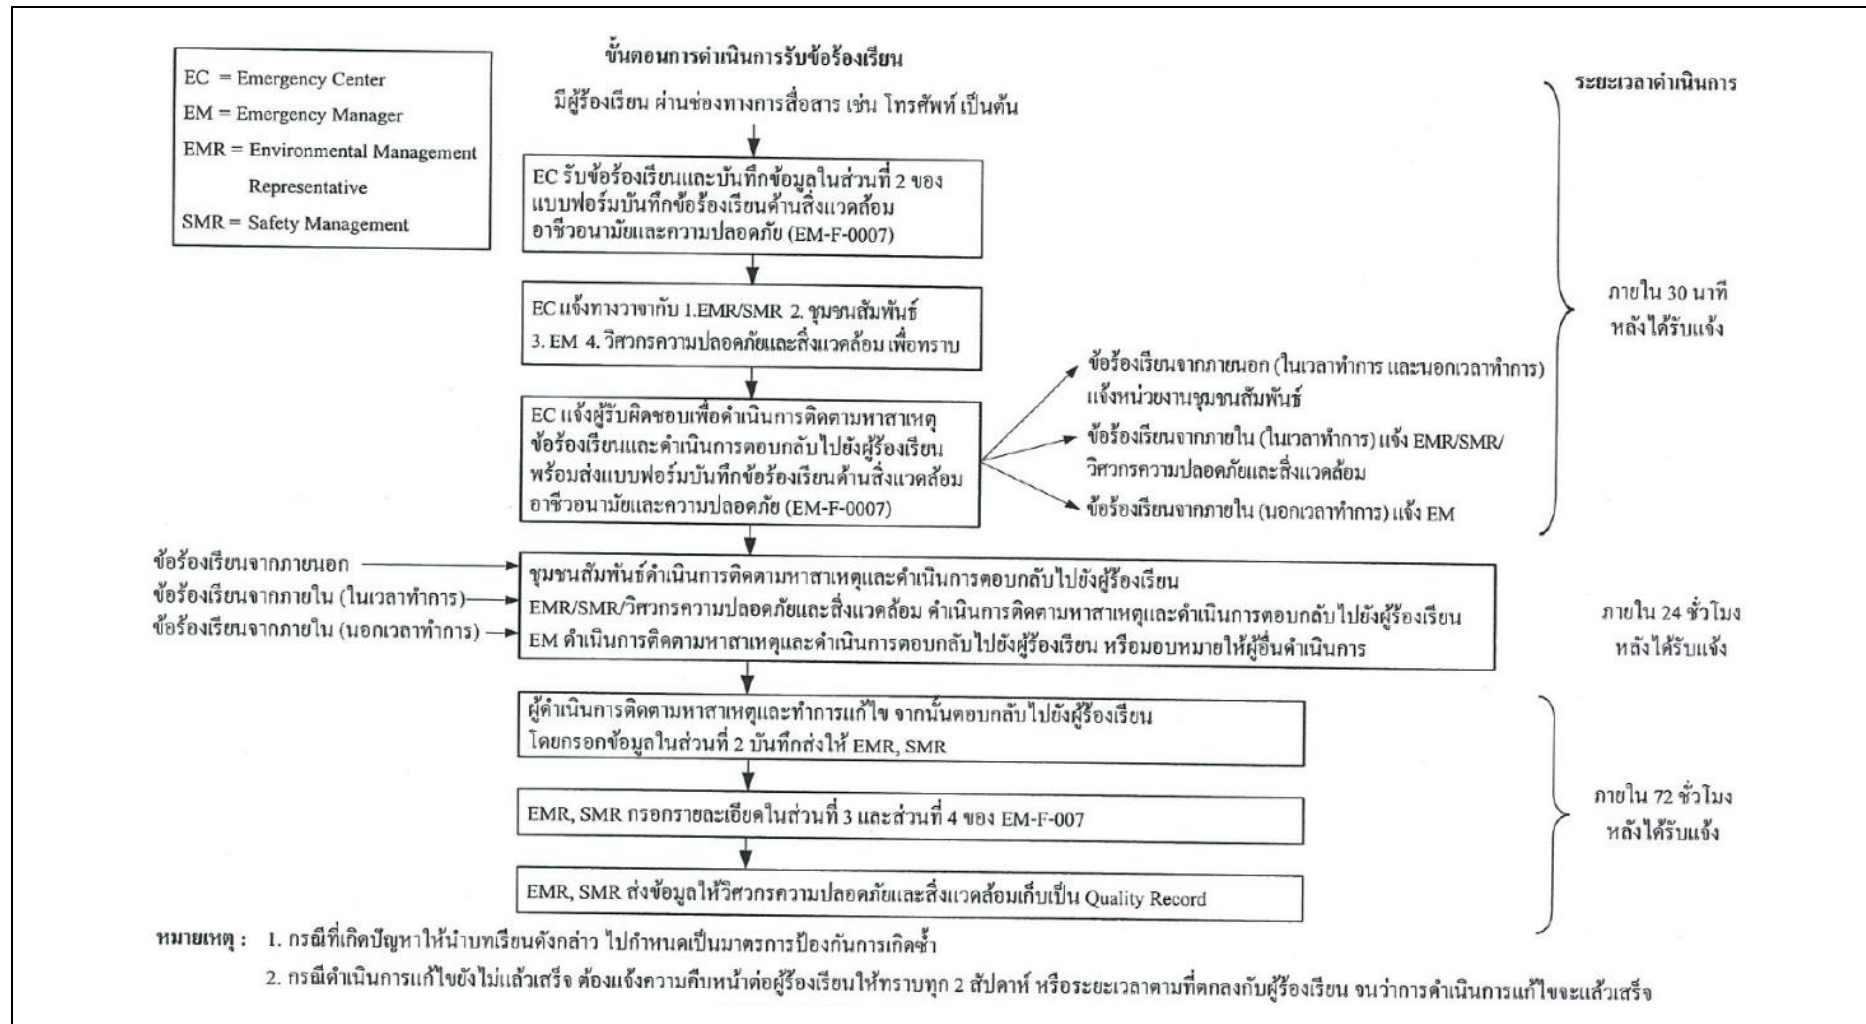 EC = Emergency Center
EM = Emergency Manager
EMR = Environmental Management
Representative
SMR = Safety Management
ขั้นตอนการดำเนินการรับข้อร้องเรียน
มีผู้ร้องเรียน ผ่านช่องทางการสื่อสาร เช่น โทรศัพท์ เป็นต้น
ระยะเวลาดำเนินการ
EC รับข้อร้องเรียนและบันทึกข้อมูลในส่วนที่ 2 ของ
แบบฟอร์มบันทึกข้อร้องเรียนด้านสิ่งแวดล้อม
อาชีวอนามัยและความปลอดภัย (EM-F-0007)
EC แจ้งทางวาจากับ 1.EMR/SMR 2. ชุมชนสัมพันธ์
3. EM 4. วิศวกรความปลอดภัยและสิ่งแวดล้อม เพื่อทราบ
ภายใน 30 นาที
หลังได้รับแจ้ง
EC แจ้งผู้รับผิดชอบเพื่อดำเนินการติดตามหาสาเหตุ
ข้อร้องเรียนและดำเนินการตอบกลับไปยังผู้ร้องเรียน
พร้อมส่งแบบฟอร์มบันทึกข้อร้องเรียนด้านสิ่งแวดล้อม
อาชีวอนามัยและความปลอดภัย (EM-F-0007)
ข้อร้องเรียนจากภายนอก (ในเวลาทำการ และนอกเวลาทำการ)
แจ้งหน่วยงานชุมชนสัมพันธ์
ข้อร้องเรียนจากภายใน (ในเวลาทำการ) แจ้ง EMR/SMR/
วิศวกรความปลอดภัยและสิ่งแวดล้อม
ข้อร้องเรียนจากภายใน (นอกเวลาทำการ) แจ้ง EM
ข้อร้องเรียนจากภายนอก
ข้อร้องเรียนจากภายใน (ในเวลาทำการ)
ข้อร้องเรียนจากภายใน (นอกเวลาทำการ)
ชุมชนสัมพันธ์ดำเนินการติดตามหาสาเหตุและดำเนินการตอบกลับไปยังผู้ร้องเรียน
EMR/SMR/วิศวกรความปลอดภัยและสิ่งแวดล้อม ดำเนินการติดตามหาสาเหตุและดำเนินการตอบกลับไปยังผู้ร้องเรียน
EM ดำเนินการติดตามหาสาเหตุและดำเนินการตอบกลับไปยังผู้ร้องเรียน หรือมอบหมายให้ผู้อื่นดำเนินการ
ภายใน 24 ชั่วโมง
หลังได้รับแจ้ง
ผู้ดำเนินการติดตามหาสาเหตุและทำการแก้ไข จากนั้นตอบกลับไปยังผู้ร้องเรียน
โดยกรอกข้อมูลในส่วนที่ 2 บันทึกส่งให้ EMR, SMR
EMR, SMR กรอกรายละเอียดในส่วนที่ 3 และส่วนที่ 4 ของ EM-F-007
EMR, SMR ส่งข้อมูลให้วิศวกรความปลอดภัยและสิ่งแวดล้อมเก็บเป็น Quality Record
ภายใน 72 ชั่วโมง
หลังได้รับแจ้ง
หมายเหตุ : 1. กรณีที่เกิดปัญหาให้นำบทเรียนดังกล่าว ไปกำหนดเป็นมาตรการป้องกันการเกิดซ้ำ
2. กรณีดำเนินการแก้ไขยังไม่แล้วเสร็จ ต้องแจ้งความคืบหน้าต่อผู้ร้องเรียนให้ทราบทุก 2 สัปดาห์ หรือระยะเวลาตามที่ตกลงกับผู้ร้องเรียน จนว่าการดำเนินการแก้ไขจะแล้วเสร็จ